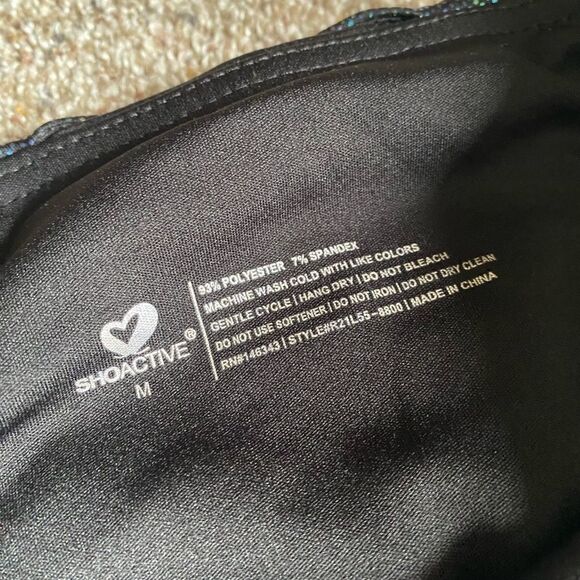 SHOACTIVE®
M
93% POLYESTER 7% SPANDEX
MACHINE WASH COLD WITH LIKE COLORS
GENTLE CYCLE | HANG DRY | DO NOT BLEACH
DO NOT USE SOFTENER | DO NOT IRON | DO NOT DRY CLEAN
RN#146343 | STYLE#R21L55-8800 | MADE IN CHINA